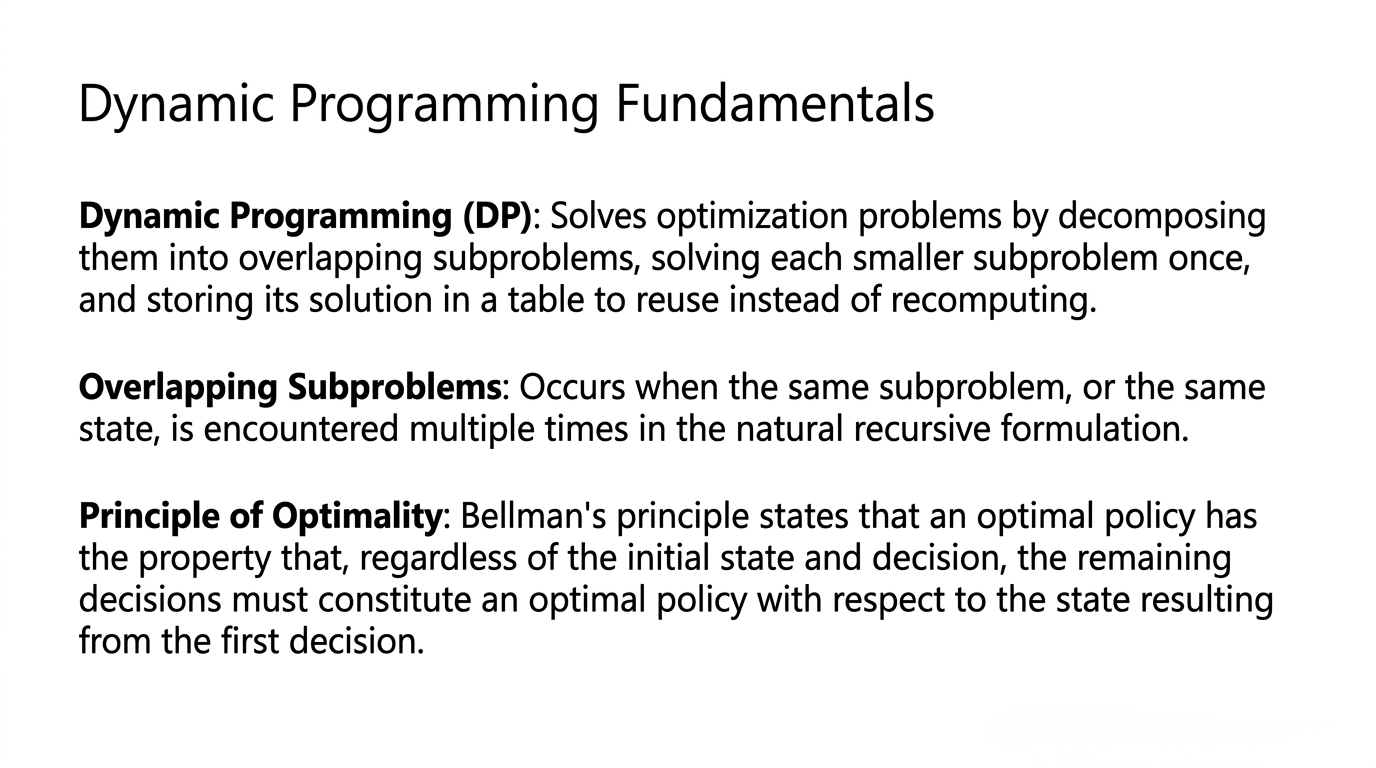 Dynamic Programming Fundamentals
Dynamic Programming (DP): Solves optimization problems by decomposing
them into overlapping subproblems, solving each smaller subproblem once,
and storing its solution in a table to reuse instead of recomputing.
Overlapping Subproblems: Occurs when the same subproblem, or the same
state, is encountered multiple times in the natural recursive formulation.
Principle of Optimality: Bellman's principle states that an optimal policy has
the property that, regardless of the initial state and decision, the remaining
decisions must constitute an optimal policy with respect to the state resulting
from the first decision.